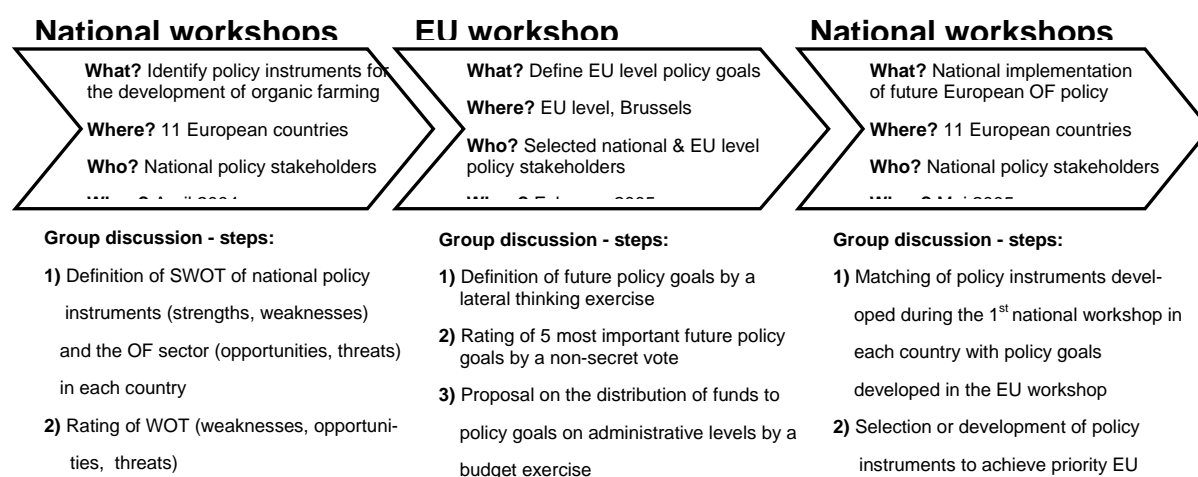 National workshops
What? Identify policy instruments for
the development of organic farming
Where? 11 European countries
Who? National policy stakeholders
Group discussion - steps:
1) Definition of SWOT of national policy
instruments (strengths, weaknesses)
and the OF sector (opportunities, threats)
in each country
2) Rating of WOT (weaknesses, opportuni-
ties, threats)
EU workshop
What? Define EU level policy goals
Where? EU level, Brussels
Who? Selected national & EU level
policy stakeholders
Group discussion - steps:
1) Definition of future policy goals by a
lateral thinking exercise
2) Rating of 5 most important future policy
goals by a non-secret vote
3) Proposal on the distribution of funds to
policy goals on administrative levels by a
budget exercise
National workshops
What? National implementation
of future European OF policy
Where? 11 European countries
Who? National policy stakeholders
Group discussion - steps:
1) Matching of policy instruments devel-
oped during the 1st national workshop in
each country with policy goals
developed in the EU workshop
2) Selection or development of policy
instruments to achieve priority EU